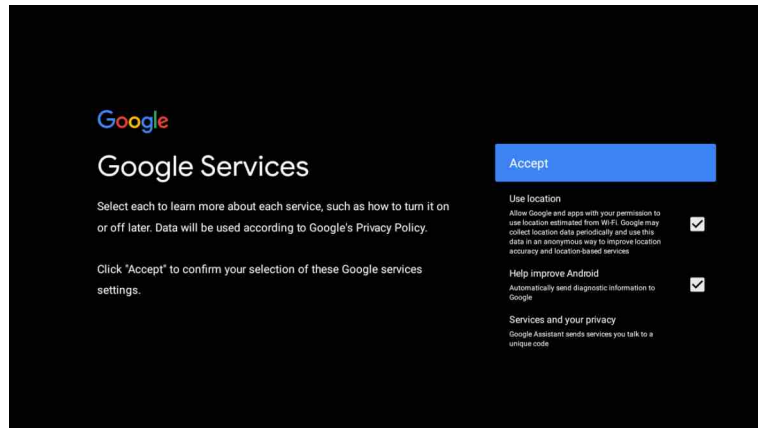 Google
Google Services
Select each to learn more about each service, such as how to turn it on
or off later. Data will be used according to Google's Privacy Policy.
Click "Accept" to confirm your selection of these Google services
settings.
Accept
Use location
Allow Google and apps with your permission to
use location estimated from Wi-Fi. Google may
collect location data periodically and use this
data in an anonymous way to improve location
accuracy and location-based services
Help improve Android
Automatically send diagnostic information to
Google
Services and your privacy
Google Assistant sends services you talk to a
unique code